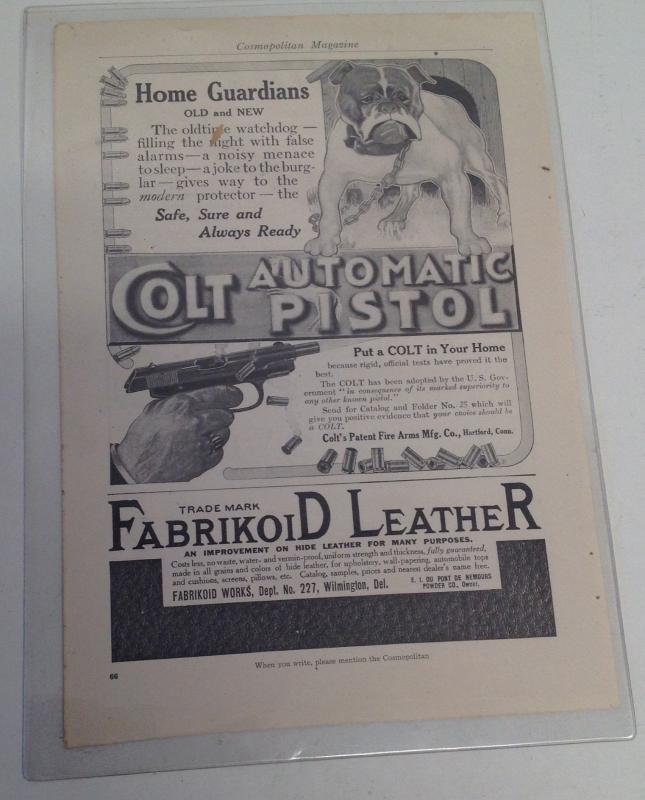 Cosmopolitan Magazine
Home Guardians
OLD and NEW
The oldtime watchdog —
filling the night with false
alarms — a noisy menace
to sleep — a joke to the burg-
lar — gives way to the
modern protector — the
Safe, Sure and
Always Ready
COLT AUTOMATIC
PISTOL
Put a COLT in Your Home
because rigid, official tests have proved it the
best.
The COLT has been adopted by the U. S. Gov-
ernment "in consequence of its marked superiority to
any other known pistol."
Send for Catalog and Folder No. 25 which will
give you positive evidence that your choice should be
a COLT.
Colt's Patent Fire Arms Mfg. Co., Hartford, Conn.
TRADE MARK
FABRIKOID LEATHER
AN IMPROVEMENT ON HIDE LEATHER FOR MANY PURPOSES.
Costs less, no waste, water- and vermin-proof, uniform strength and thickness, fully guaranteed,
made in all grains and colors of hide leather, for upholstery, wall-papering, automobile tops
and cushions, screens, pillows, etc. Catalog, samples, prices and nearest dealer's name free.
FABRIKOID WORKS, Dept. No. 227, Wilmington, Del.
E. I. DU PONT DE NEMOURS
POWDER CO., Owner.
When you write, please mention the Cosmopolitan
66